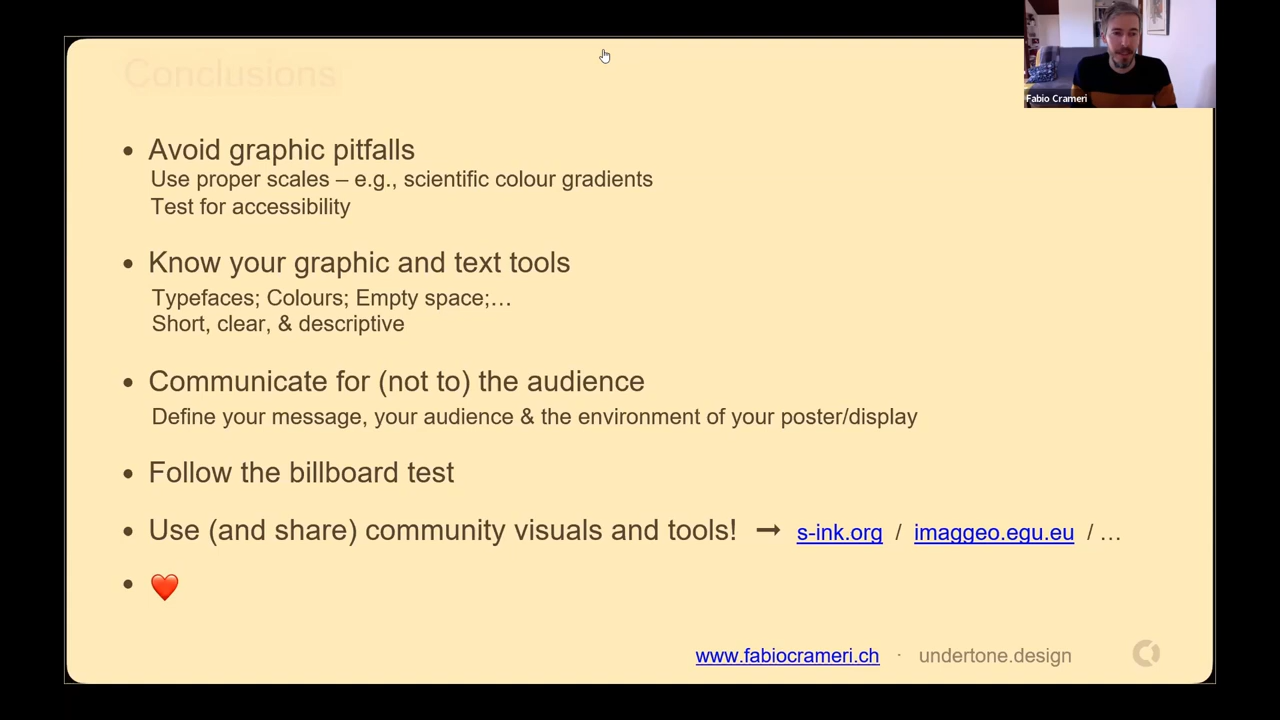 Conclusions
Fabio Crameri
• Avoid graphic pitfalls
Use proper scales – e.g., scientific colour gradients
Test for accessibility
• Know your graphic and text tools
Typefaces; Colours; Empty space;…
Short, clear, & descriptive
• Communicate for (not to) the audience
Define your message, your audience & the environment of your poster/display
• Follow the billboard test
• Use (and share) community visuals and tools! → s-ink.org / imaggeo.egu.eu / …
• ❤️
www.fabiocrameri.ch · undertone.design